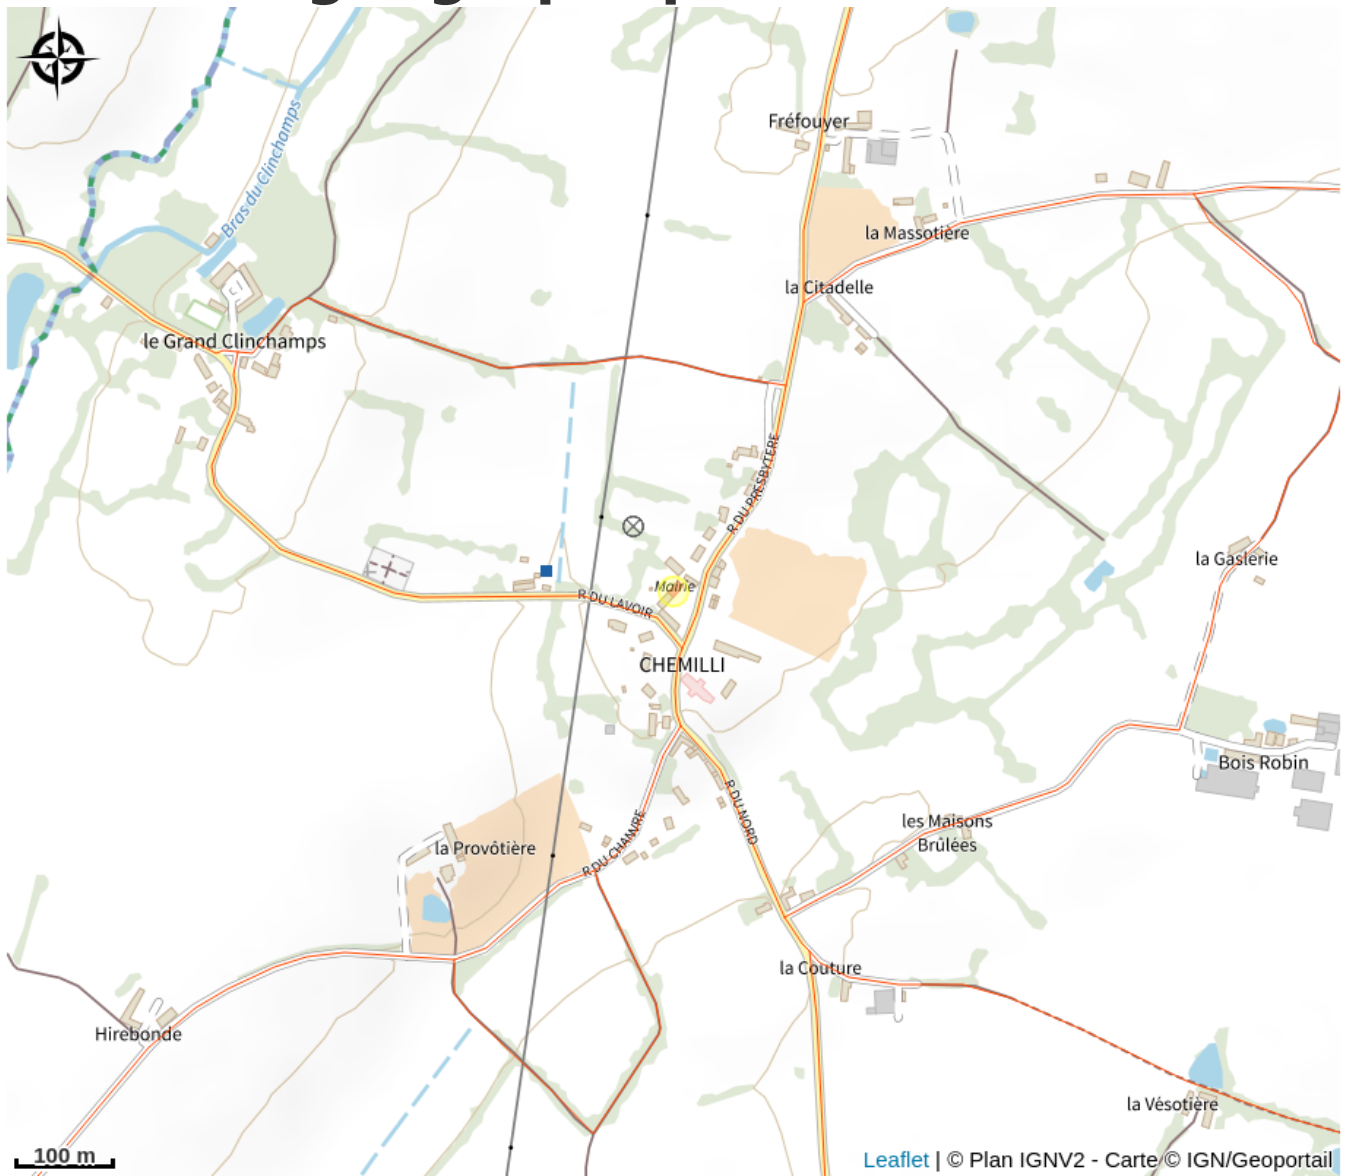 Fréfouyer
Bras du Clinchamps
la Massotière
la Citadelle
le Grand Clinchamps
R DU PRESBYTERE
la Gaslerie
Mairie
R DU LAVOIR
CHEMILLI
Bois Robin
R DU NORD
les Maisons
Brûlées
la Provôtière
R DU CHANVRE
la Couture
Hirebonde
la Vésotière
100 m
Leaflet | © Plan IGNV2 - Carte © IGN/Geoportail